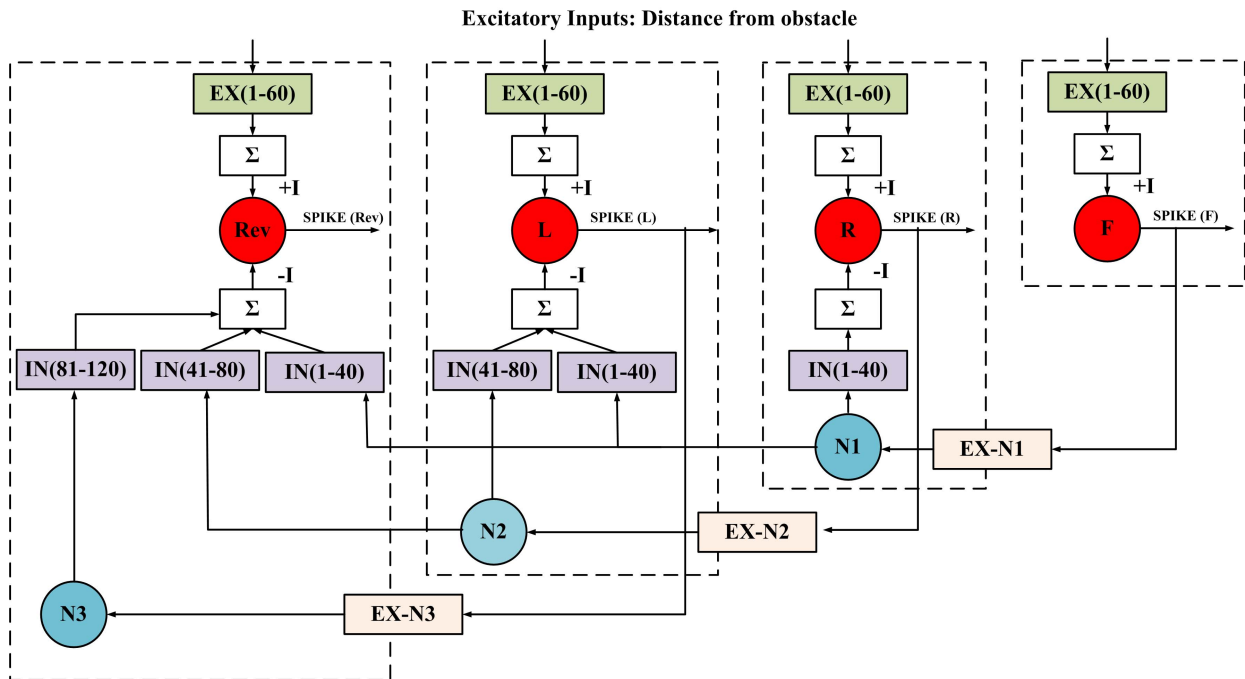 Excitatory Inputs: Distance from obstacle
EX(1-60)
EX(1-60)
EX(1-60)
EX(1-60)
Σ
Σ
Σ
Σ
+I
+I
+I
+I
Rev
SPIKE (Rev)
L
SPIKE (L)
R
SPIKE (R)
F
SPIKE (F)
-I
-I
-I
Σ
Σ
Σ
IN(81-120)
IN(41-80)
IN(1-40)
IN(41-80)
IN(1-40)
IN(1-40)
N1
EX-N1
N2
EX-N2
N3
EX-N3